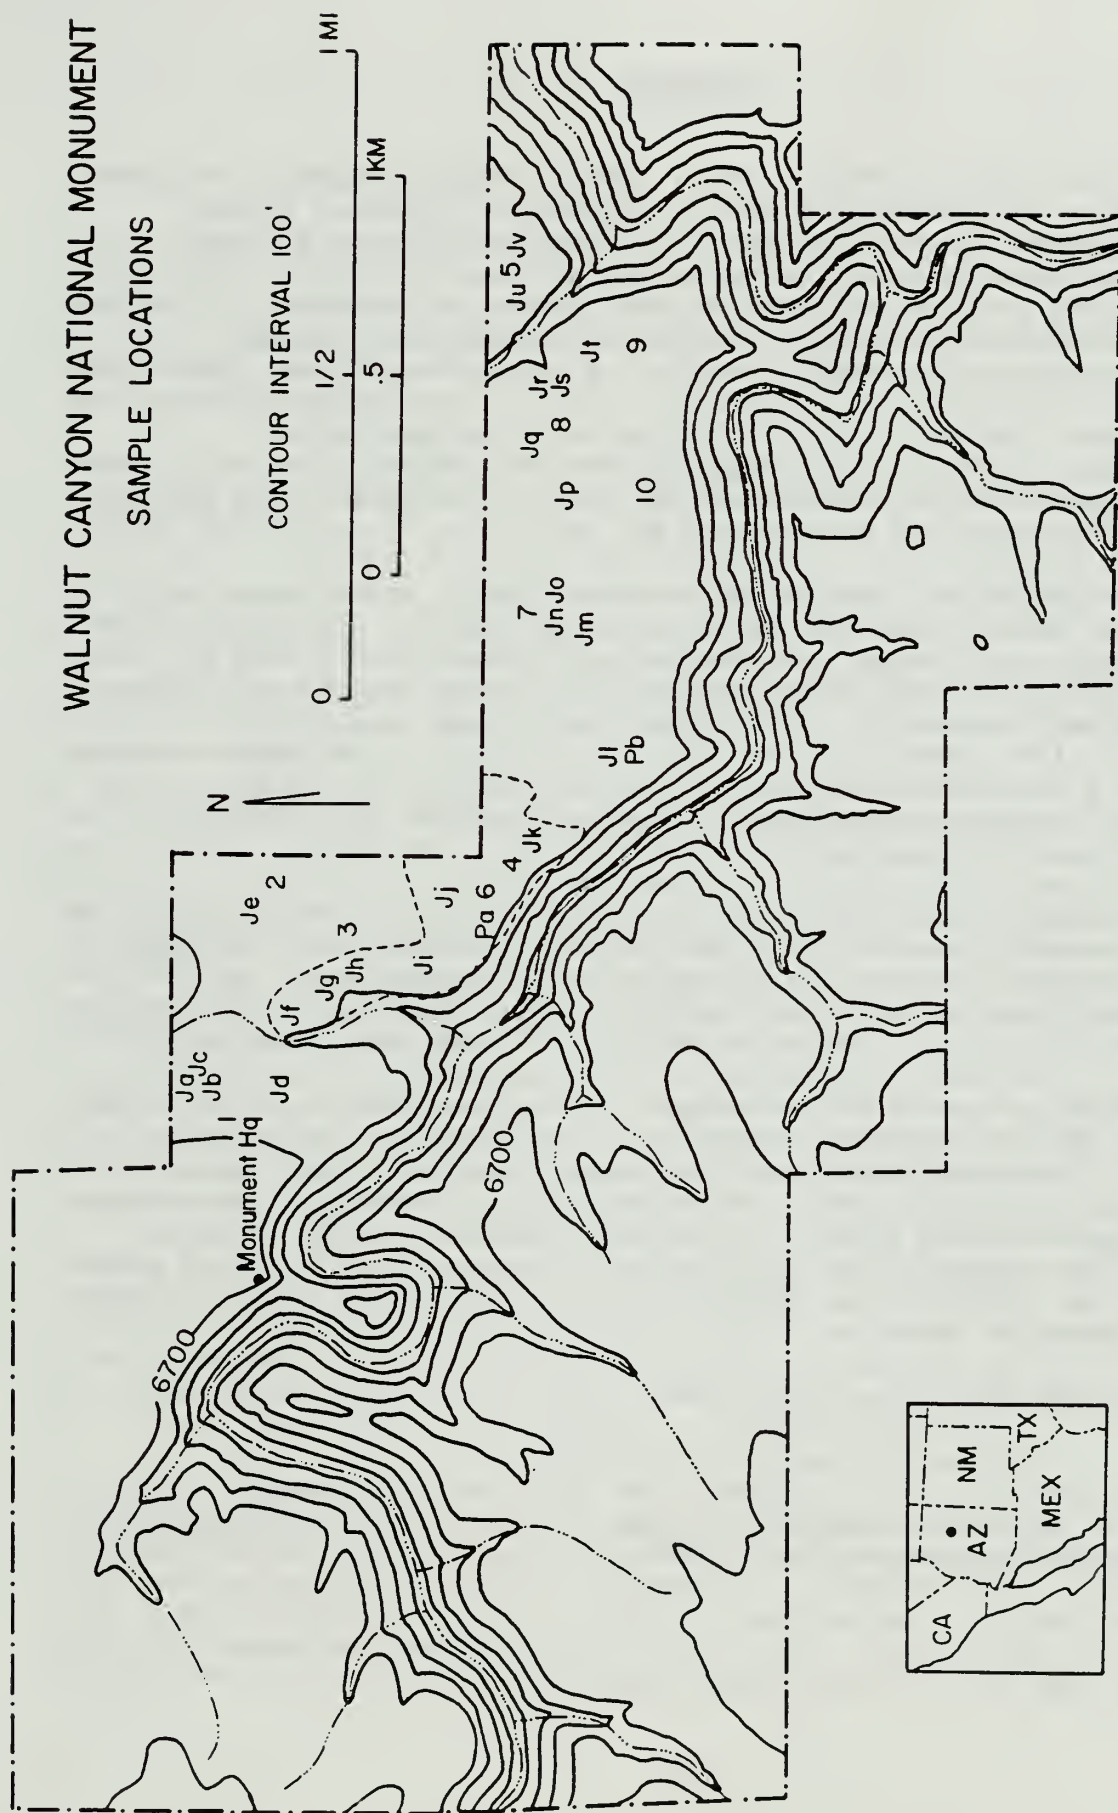 WALNUT CANYON NATIONAL MONUMENT
SAMPLE LOCATIONS
CONTOUR INTERVAL 100'
0 1/2 1 MI
0 .5 1 KM
N
Ja
Jb Jc
Jd
1
Monument Hq
Je
2
3
Jf
Jg
Jh
Ji
Jj
Pa 6
4
Jk
Jl
Pb
7
Jn Jo
Jm
Jp
10
Jq
8
Jr
Js
Jt
9
Ju 5 Jv
6700
6700
CA
AZ
NM
TX
MEX